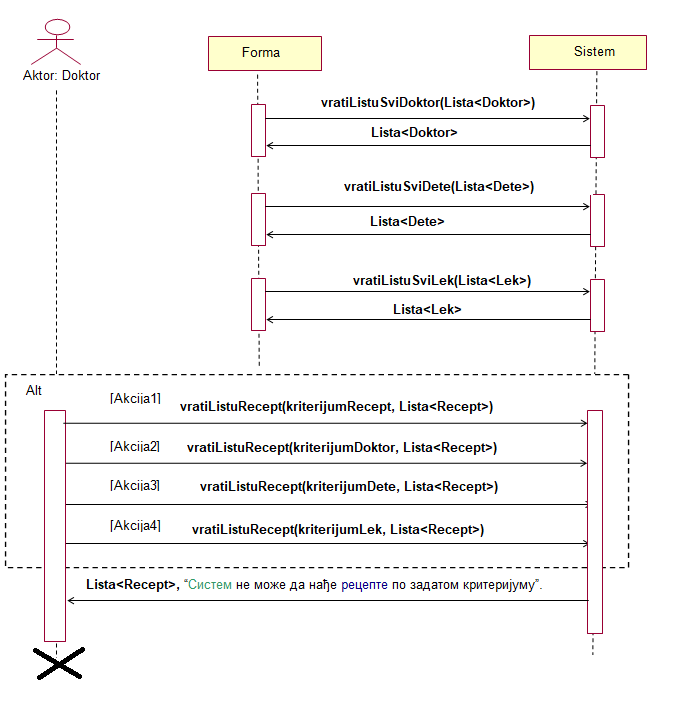 Forma
Sistem
Aktor: Doktor
vratiListuSviDoktor(Lista<Doktor>)
Lista<Doktor>
vratiListuSviDete(Lista<Dete>)
Lista<Dete>
vratiListuSviLek(Lista<Lek>)
Lista<Lek>
Alt
[Akcija1] vratiListuRecept(kriterijumRecept, Lista<Recept>)
[Akcija2] vratiListuRecept(kriterijumDoktor, Lista<Recept>)
[Akcija3] vratiListuRecept(kriterijumDete, Lista<Recept>)
[Akcija4] vratiListuRecept(kriterijumLek, Lista<Recept>)
Lista<Recept>, “Систем не може да нађе рецепте по задатом критеријуму”.